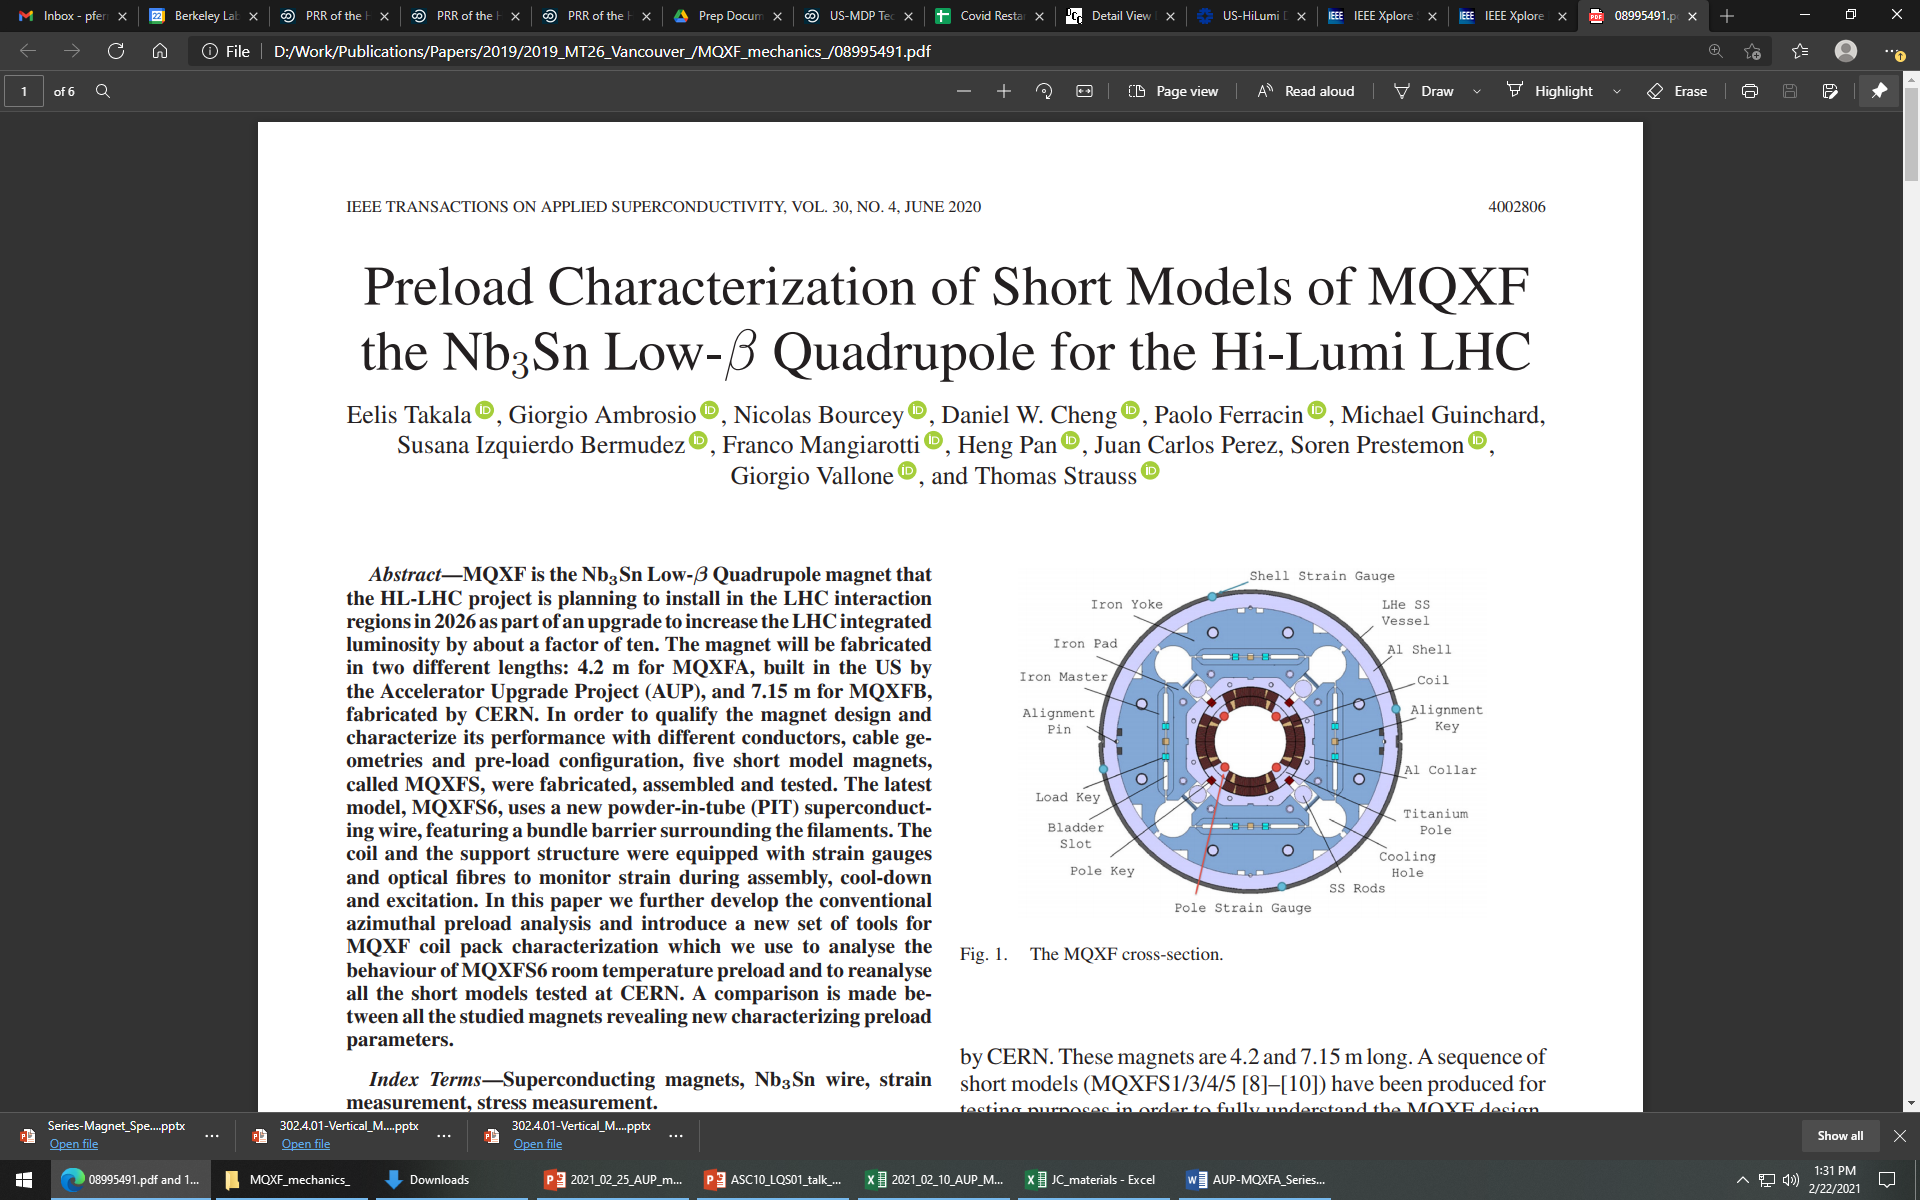 Inbox - pfer
Berkeley La
PRR of the
PRR of the
PRR of the
Prep Docum
US-MDP Tec
Covid Resta
Detail View
US-HiLumi
IEEE Xplore
IEEE Xplore
08995491.p
File
D:/Work/Publications/Papers/2019/2019_MT26_Vancouver_/MQXF_mechanics_/08995491.pdf
1 of 6
Page view
Read aloud
Draw
Highlight
Erase
IEEE TRANSACTIONS ON APPLIED SUPERCONDUCTIVITY, VOL. 30, NO. 4, JUNE 2020
4002806
Preload Characterization of Short Models of MQXF
the Nb₃Sn Low-β Quadrupole for the Hi-Lumi LHC
Eelis Takala, Giorgio Ambrosio, Nicolas Bourcey, Daniel W. Cheng, Paolo Ferracin, Michael Guinchard,
Susana Izquierdo Bermudez, Franco Mangiarotti, Heng Pan, Juan Carlos Perez, Soren Prestemon,
Giorgio Vallone, and Thomas Strauss
Abstract—MQXF is the Nb₃Sn Low-β Quadrupole magnet that
the HL-LHC project is planning to install in the LHC interaction
regions in 2026 as part of an upgrade to increase the LHC integrated
luminosity by about a factor of ten. The magnet will be fabricated
in two different lengths: 4.2 m for MQXFA, built in the US by
the Accelerator Upgrade Project (AUP), and 7.15 m for MQXFB,
fabricated by CERN. In order to qualify the magnet design and
characterize its performance with different conductors, cable ge-
ometries and pre-load configuration, five short model magnets,
called MQXFS, were fabricated, assembled and tested. The latest
model, MQXFS6, uses a new powder-in-tube (PIT) superconduct-
ing wire, featuring a bundle barrier surrounding the filaments. The
coil and the support structure were equipped with strain gauges
and optical fibres to monitor strain during assembly, cool-down
and excitation. In this paper we further develop the conventional
azimuthal preload analysis and introduce a new set of tools for
MQXF coil pack characterization which we use to analyse the
behaviour of MQXFS6 room temperature preload and to reanalyse
all the short models tested at CERN. A comparison is made be-
tween all the studied magnets revealing new characterizing preload
parameters.
Index Terms—Superconducting magnets, Nb₃Sn wire, strain
measurement, stress measurement.
Shell Strain Gauge
Iron Yoke
Iron Pad
Iron Master
Alignment
Pin
Load Key
Bladder
Slot
Pole Key
Pole Strain Gauge
LHe SS
Vessel
Al Shell
Coil
Alignment
Key
Al Collar
Titanium
Pole
Cooling
Hole
SS Rods
Fig. 1. The MQXF cross-section.
by CERN. These magnets are 4.2 and 7.15 m long. A sequence of
short models (MQXFS1/3/4/5 [8]–[10]) have been produced for
testing purposes in order to fully understand the MQXF design
Series-Magnet_Spe....pptx
Open file
302.4.01-Vertical_M....pptx
Open file
302.4.01-Vertical_M....pptx
Open file
Show all
08995491.pdf and 1...
MQXF_mechanics_
Downloads
2021_02_25_AUP_m...
ASC10_LQS01_talk_...
2021_02_10_AUP_M...
JC_materials - Excel
AUP-MQXFA_Series...
1:31 PM
2/22/2021